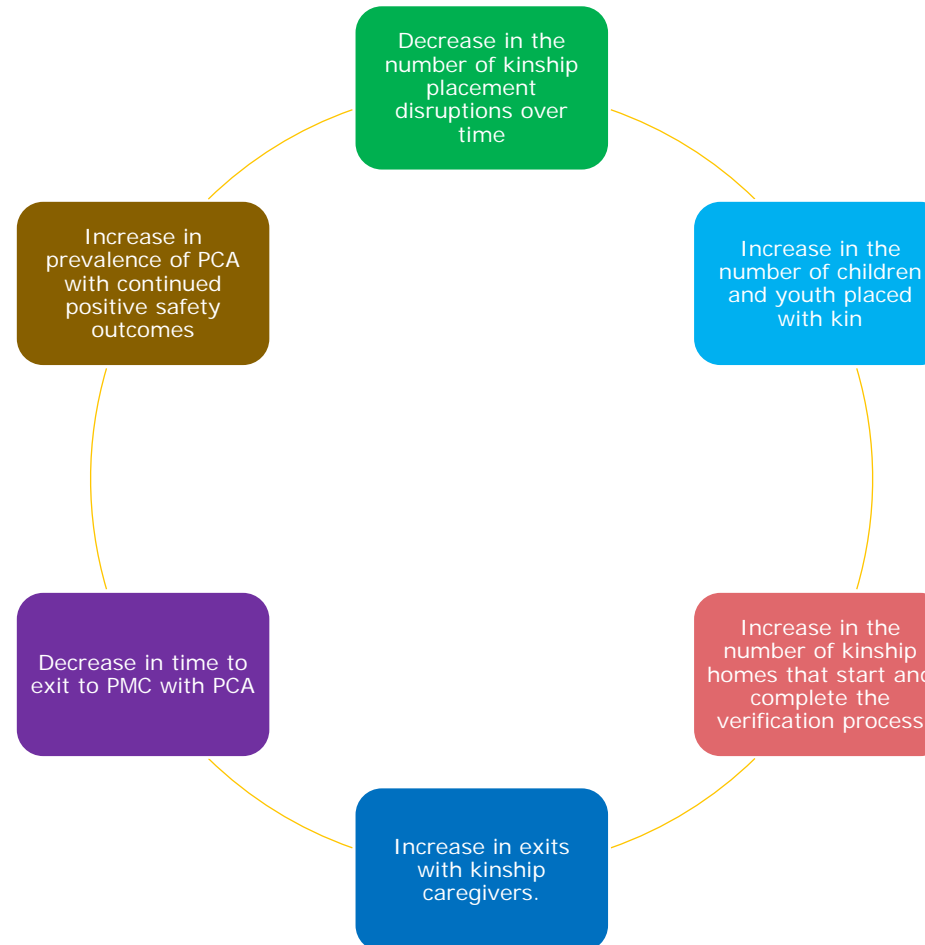 Decrease in the
number of kinship
placement
disruptions over
time
Increase in the
number of children
and youth placed
with kin
Increase in the
number of kinship
homes that start and
complete the
verification process
Increase in exits
with kinship
caregivers.
Decrease in time to
exit to PMC with PCA
Increase in
prevalence of PCA
with continued
positive safety
outcomes